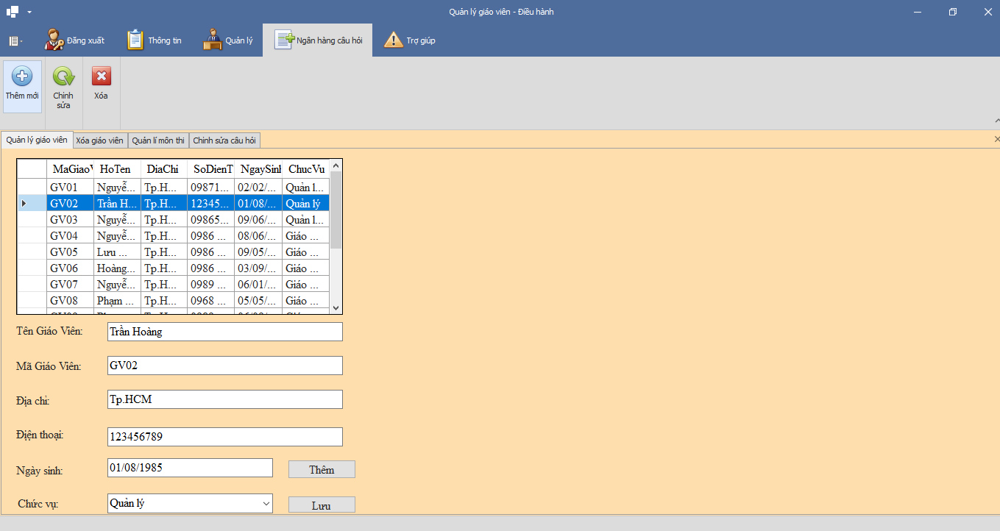 Quản lý giáo viên - Điều hành
Đăng xuất Thông tin Quản lý Ngân hàng câu hỏi Trợ giúp
Thêm mới Chỉnh sửa Xóa
Quản lý giáo viên Xóa giáo viên Quản lí môn thi Chỉnh sửa câu hỏi
MaGiaoV HoTen DiaChi SoDienT NgaySinh ChucVu
GV01 Nguyễ... Tp.H... 09871... 02/02/... Quản l...
GV02 Trần H... Tp.H... 12345... 01/08/... Quản lý
GV03 Nguyễ... Tp.H... 09865... 09/06/... Quản l...
GV04 Nguyễ... Tp.H... 0986 ... 08/06/... Giáo ...
GV05 Lưu ... Tp.H... 0986 ... 09/05/... Giáo ...
GV06 Hoàng... Tp.H... 0986 ... 03/09/... Giáo ...
GV07 Nguyễ... Tp.H... 0989 ... 06/01/... Giáo ...
GV08 Phạm ... Tp.H... 0968 ... 05/05/... Giáo ...
Tên Giáo Viên: Trần Hoàng
Mã Giáo Viên: GV02
Địa chỉ: Tp.HCM
Điện thoại: 123456789
Ngày sinh: 01/08/1985 Thêm
Chức vụ: Quản lý Lưu